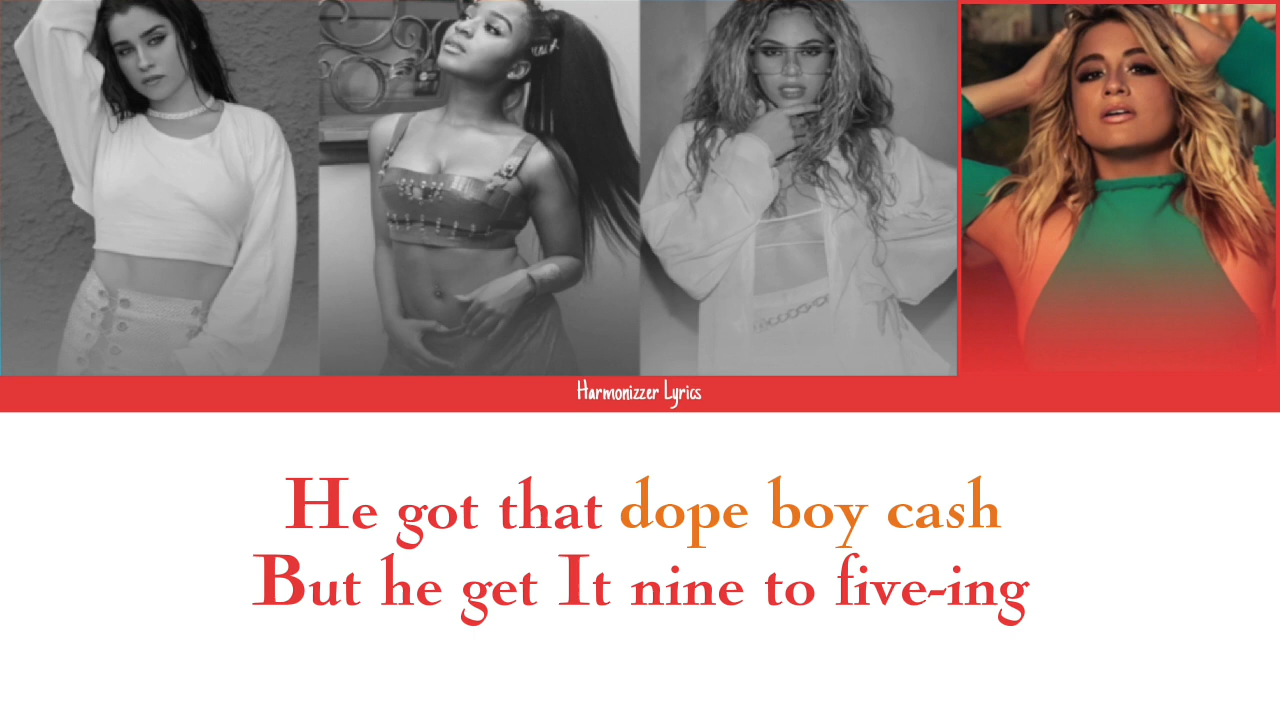 Harmonizzer Lyrics
He got that dope boy cash
But he get It nine to five-ing